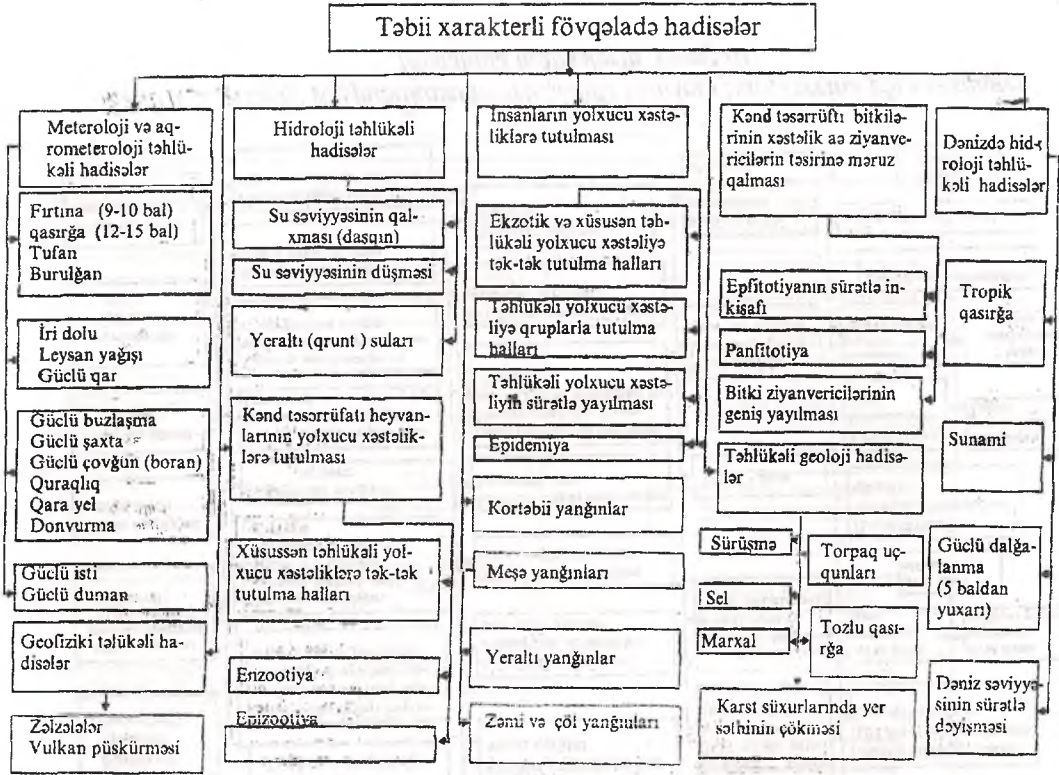 Təbii xarakterli fövqəladə hadisələr
Meteroloji və aq-
rometeroloji təhlü-
kəli hadisələr
Fırtına (9-10 bal)
qasırğa (12-15 bal)
Tufan
Burulğan
İri dolu
Leysan yağışı
Güclü qar
Güclü buzlaşma
Güclü şaxta
Güclü çovğun (boran)
Quraqlıq
Qara yel
Donvurma
Güclü isti
Güclü duman
Geofiziki təlükəli ha-
disələr
Zəlzələlər
Vulkan püskürməsi
Hidroloji təhlükəli
hadisələr
Su səviyyəsinin qal-
xması (daşqın)
Su səviyyəsinin düşməsi
Yeraltı (qrunt ) suları
Kənd təsərrüfatı heyvan-
larının yolxucu xəstəlik-
lərə tutulması
Xüsussən təhlükəli yol-
xucu xəstəliklərə tək-tək
tutulma halları
Enzootiya
Epizootiya
İnsanların yolxucu xəstə-
liklərə tutulması
Ekzotik və xüsusən təh-
lükəli yolxucu xəstəliyə
tək-tək tutulma halları
Təhlükəli yolxucu xəstə-
liyə qruplarla tutulma
halları
Təhlükəli yolxucu xəstə-
liyin sürətlə yayılması
Epidemiya
Kortəbii yanğınlar
Meşə yanğınları
Yeraltı yanğınlar
Zəmi və çöl yanğınları
Kənd təsərrüftı bitkilə-
rinin xəstəlik aə ziyanve-
ricilərin təsirinə məruz
qalması
Epfitotiyanın sürətlə in-
kişafı
Panfitotiya
Bitki ziyanvericilərinin
geniş yayılması
Təhlükəli geoloji hadisə-
lər
Sürüşmə
Torpaq uç-
qunları
Sel
Marxal
Tozlu qası-
rğa
Karst süxurlarında yer
səthinin çökməsi
Dənizdə hid-
roloji təhlü-
kəli hadisələr
Tropik
qasırğa
Sunami
Güclü dalğa-
lanma
(5 baldan
yuxarı)
Dəniz səviyyə-
sinin sürətlə
dəyişməsi